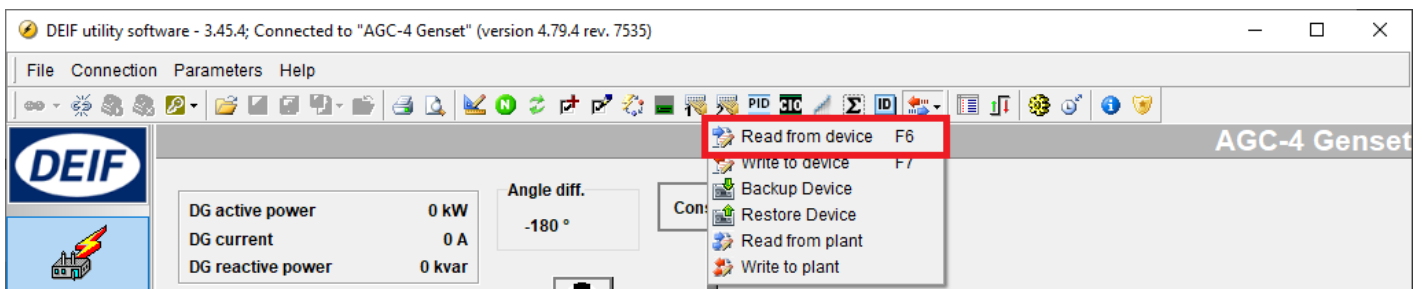 DEIF utility software - 3.45.4; Connected to "AGC-4 Genset" (version 4.79.4 rev. 7535)
File Connection Parameters Help
PID CIC Σ ID
Read from device F6
AGC-4 Genset
DEIF
Write to device F7
Angle diff.
Backup Device
DG active power 0 kW
Cons
Restore Device
-180 °
DG current 0 A
Read from plant
DG reactive power 0 kvar
Write to plant